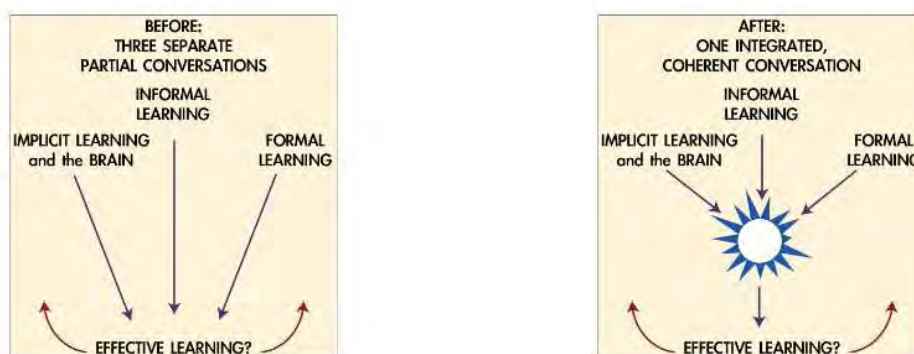 BEFORE:
THREE SEPARATE
PARTIAL CONVERSATIONS
INFORMAL
LEARNING
IMPLICIT LEARNING
and the BRAIN
FORMAL
LEARNING
EFFECTIVE LEARNING?
AFTER:
ONE INTEGRATED,
COHERENT CONVERSATION
INFORMAL
LEARNING
IMPLICIT LEARNING
and the BRAIN
FORMAL
LEARNING
EFFECTIVE LEARNING?